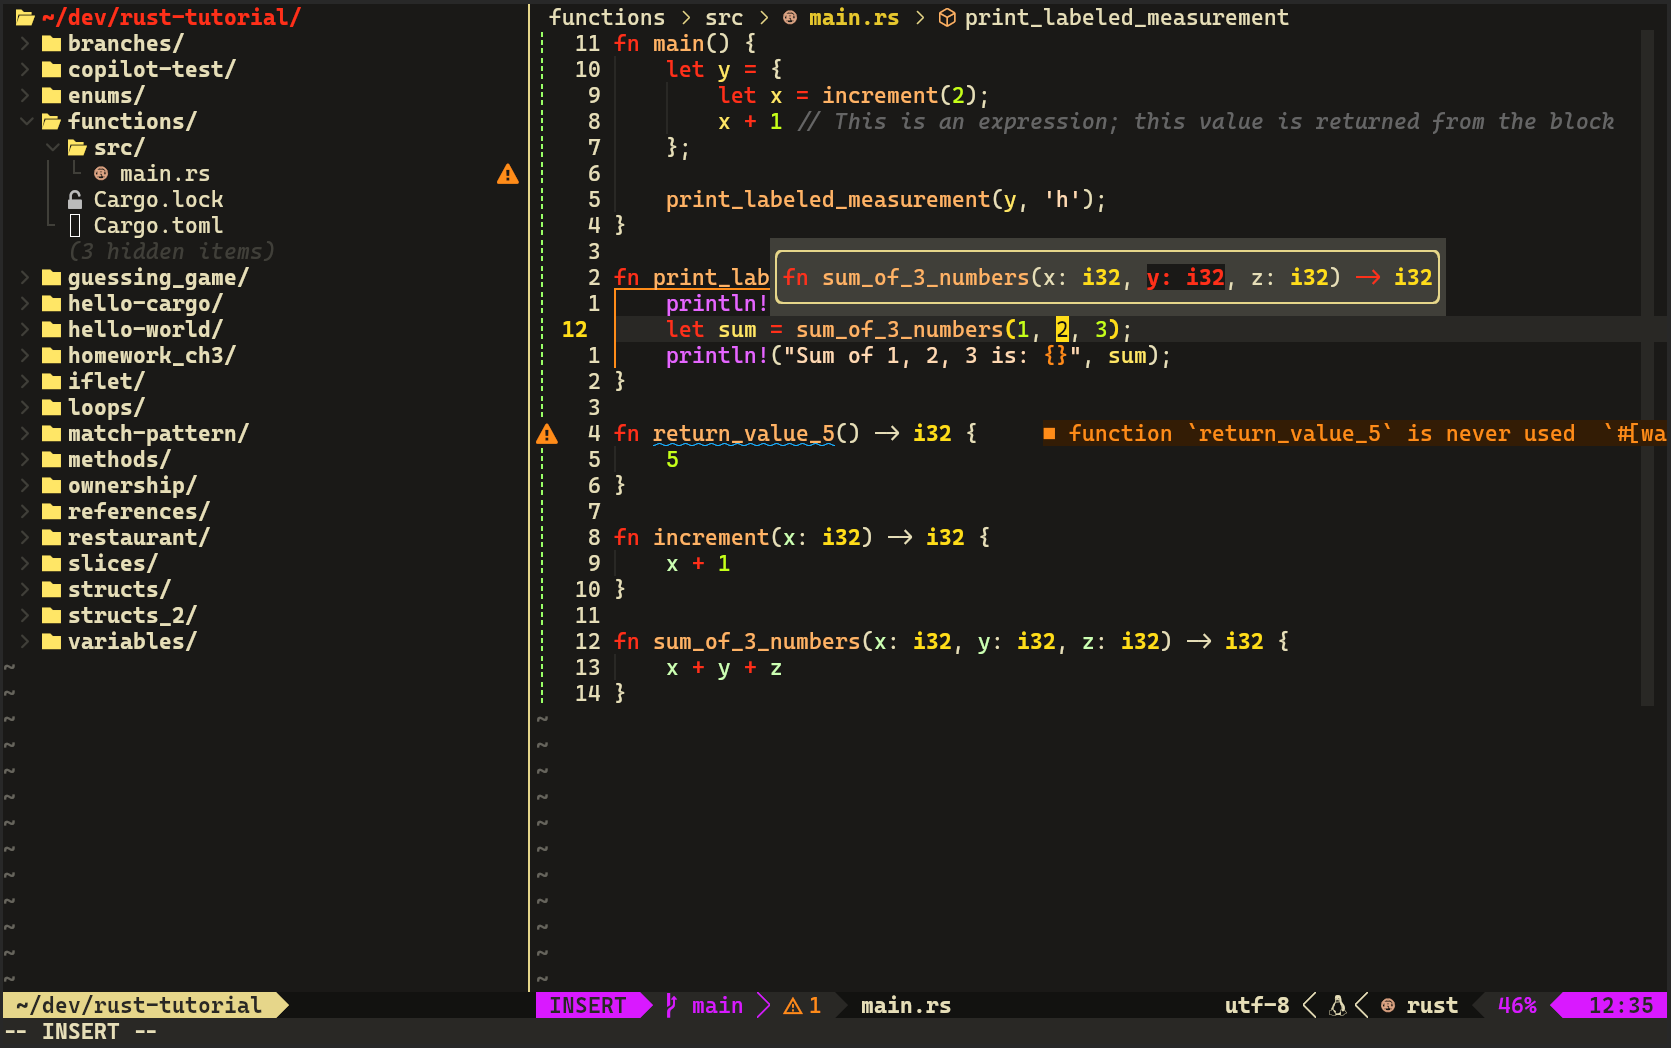 ~/dev/rust-tutorial/
branches/
copilot-test/
enums/
functions/
src/
main.rs
Cargo.lock
Cargo.toml
(3 hidden items)
guessing_game/
hello-cargo/
hello-world/
homework_ch3/
iflet/
loops/
match-pattern/
methods/
ownership/
references/
restaurant/
slices/
structs/
structs_2/
variables/
~
~
~
~
~
~
~
~
~
~
~
~
~
~/dev/rust-tutorial
functions > src > main.rs > print_labeled_measurement
11 fn main() {
10     let y = {
9         let x = increment(2);
8         x + 1 // This is an expression; this value is returned from the block
7     };
6
5     print_labeled_measurement(y, 'h');
4 }
3
2 fn print_lab
fn sum_of_3_numbers(x: i32, y: i32, z: i32) -> i32
1     println!
12     let sum = sum_of_3_numbers(1, 2, 3);
1     println!("Sum of 1, 2, 3 is: {}", sum);
2 }
3
4 fn return_value_5() -> i32 {     ■ function `return_value_5` is never used  `#[wa
5     5
6 }
7
8 fn increment(x: i32) -> i32 {
9     x + 1
10 }
11
12 fn sum_of_3_numbers(x: i32, y: i32, z: i32) -> i32 {
13     x + y + z
14 }
~
~
~
~
~
~
~
~
~
~
~
INSERT main 1 main.rs utf-8 < < rust 46% 12:35
-- INSERT --